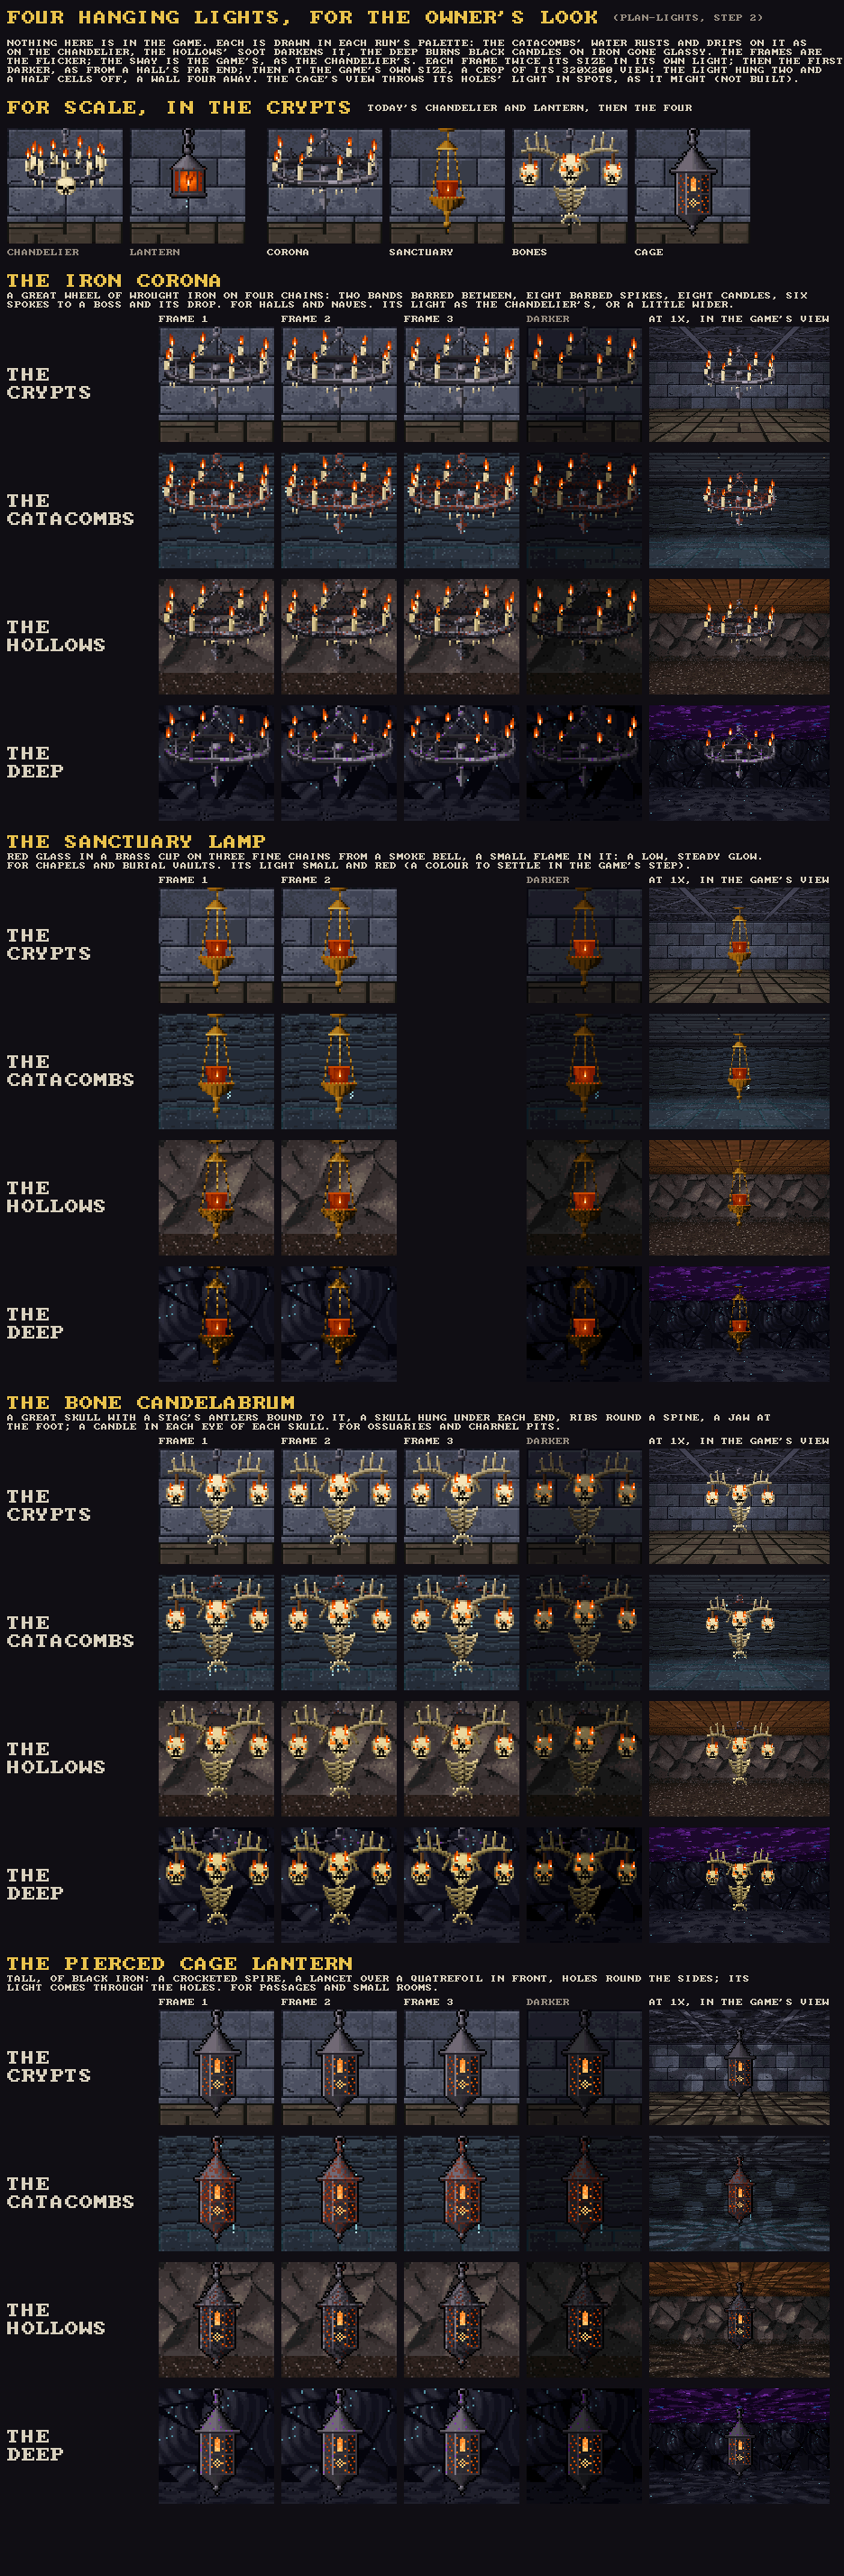 FOUR HANGING LIGHTS, FOR THE OWNER'S LOOK (PLAN-LIGHTS, STEP 2)
NOTHING HERE IS IN THE GAME. EACH IS DRAWN IN EACH RUN'S PALETTE: THE CATACOMBS' WATER RUSTS AND DRIPS ON IT AS
ON THE CHANDELIER, THE HOLLOWS' SOOT DARKENS IT, THE DEEP BURNS BLACK CANDLES ON IRON GONE GLASSY. THE FRAMES ARE
THE FLICKER; THE SWAY IS THE GAME'S, AS THE CHANDELIER'S. EACH FRAME TWICE ITS SIZE IN ITS OWN LIGHT; THEN THE FIRST
DARKER, AS FROM A HALL'S FAR END; THEN AT THE GAME'S OWN SIZE, A CROP OF ITS 320X200 VIEW: THE LIGHT HUNG TWO AND
A HALF CELLS OFF, A WALL FOUR AWAY. THE CAGE'S VIEW THROWS ITS HOLES' LIGHT IN SPOTS, AS IT MIGHT (NOT BUILT).
FOR SCALE, IN THE CRYPTS TODAY'S CHANDELIER AND LANTERN, THEN THE FOUR
CHANDELIER LANTERN CORONA SANCTUARY BONES CAGE
THE IRON CORONA
A GREAT WHEEL OF WROUGHT IRON ON FOUR CHAINS: TWO BANDS BARRED BETWEEN, EIGHT BARBED SPIKES, EIGHT CANDLES, SIX
SPOKES TO A BOSS AND ITS DROP. FOR HALLS AND NAVES. ITS LIGHT AS THE CHANDELIER'S, OR A LITTLE WIDER.
FRAME 1 FRAME 2 FRAME 3 DARKER AT 1X, IN THE GAME'S VIEW
THE
CRYPTS
THE
CATACOMBS
THE
HOLLOWS
THE
DEEP
THE SANCTUARY LAMP
RED GLASS IN A BRASS CUP ON THREE FINE CHAINS FROM A SMOKE BELL, A SMALL FLAME IN IT: A LOW, STEADY GLOW.
FOR CHAPELS AND BURIAL VAULTS. ITS LIGHT SMALL AND RED (A COLOUR TO SETTLE IN THE GAME'S STEP).
FRAME 1 FRAME 2 DARKER AT 1X, IN THE GAME'S VIEW
THE
CRYPTS
THE
CATACOMBS
THE
HOLLOWS
THE
DEEP
THE BONE CANDELABRUM
A GREAT SKULL WITH A STAG'S ANTLERS BOUND TO IT, A SKULL HUNG UNDER EACH END, RIBS ROUND A SPINE, A JAW AT
THE FOOT; A CANDLE IN EACH EYE OF EACH SKULL. FOR OSSUARIES AND CHARNEL PITS.
FRAME 1 FRAME 2 FRAME 3 DARKER AT 1X, IN THE GAME'S VIEW
THE
CRYPTS
THE
CATACOMBS
THE
HOLLOWS
THE
DEEP
THE PIERCED CAGE LANTERN
TALL, OF BLACK IRON: A CROCKETED SPIRE, A LANCET OVER A QUATREFOIL IN FRONT, HOLES ROUND THE SIDES; ITS
LIGHT COMES THROUGH THE HOLES. FOR PASSAGES AND SMALL ROOMS.
FRAME 1 FRAME 2 FRAME 3 DARKER AT 1X, IN THE GAME'S VIEW
THE
CRYPTS
THE
CATACOMBS
THE
HOLLOWS
THE
DEEP